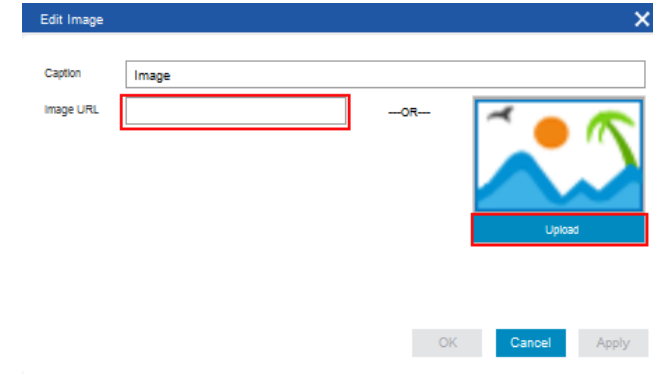 Edit Image
Caption
Image
Image URL
---OR---
Upload
OK
Cancel
Apply